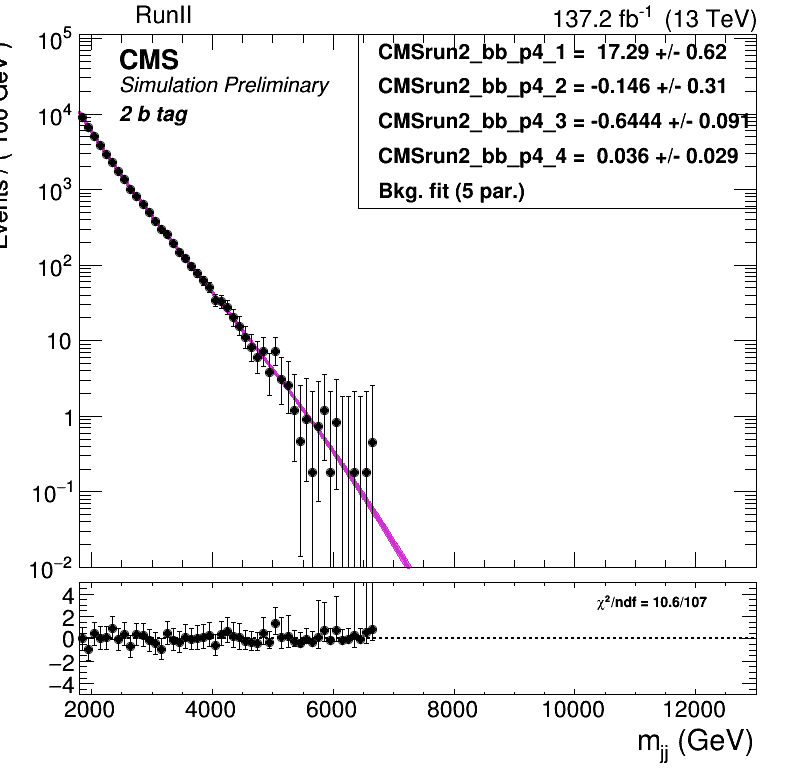 RunII
137.2 fb⁻¹ (13 TeV)
CMS
Simulation Preliminary
2 b tag
CMSrun2_bb_p4_1 = 17.29 +/- 0.62
CMSrun2_bb_p4_2 = -0.146 +/- 0.31
CMSrun2_bb_p4_3 = -0.6444 +/- 0.091
CMSrun2_bb_p4_4 = 0.036 +/- 0.029
Bkg. fit (5 par.)
Events / ( 100 GeV )
10⁵
10⁴
10³
10²
10
1
10⁻¹
10⁻²
χ²/ndf = 10.6/107
4
2
0
−2
−4
2000 4000 6000 8000 10000 12000
m_jj (GeV)